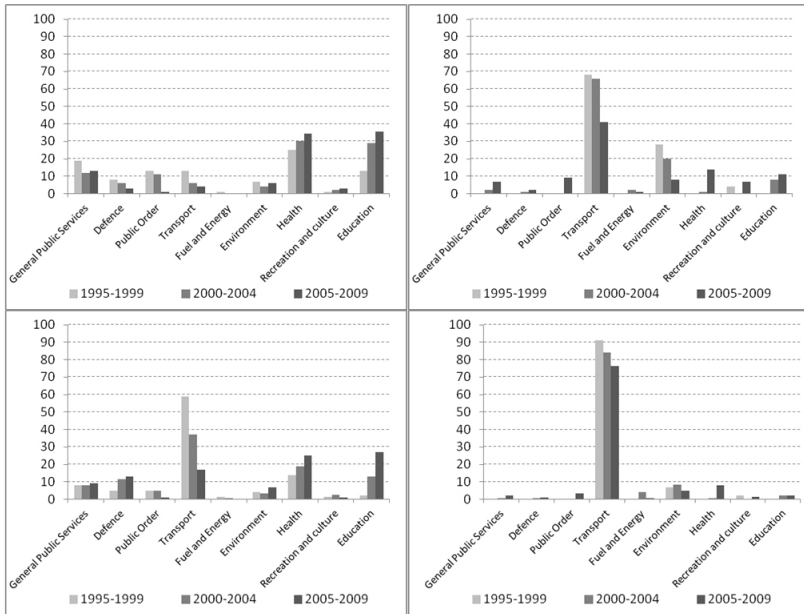 100
90
80
70
60
50
40
30
20
10
0
General Public Services
Defence
Public Order
Transport
Fuel and Energy
Environment
Health
Recreation and culture
Education
1995-1999 2000-2004 2005-2009
100
90
80
70
60
50
40
30
20
10
0
General Public Services
Defence
Public Order
Transport
Fuel and Energy
Environment
Health
Recreation and culture
Education
1995-1999 2000-2004 2005-2009
100
90
80
70
60
50
40
30
20
10
0
General Public Services
Defence
Public Order
Transport
Fuel and Energy
Environment
Health
Recreation and culture
Education
1995-1999 2000-2004 2005-2009
100
90
80
70
60
50
40
30
20
10
0
General Public Services
Defence
Public Order
Transport
Fuel and Energy
Environment
Health
Recreation and culture
Education
1995-1999 2000-2004 2005-2009